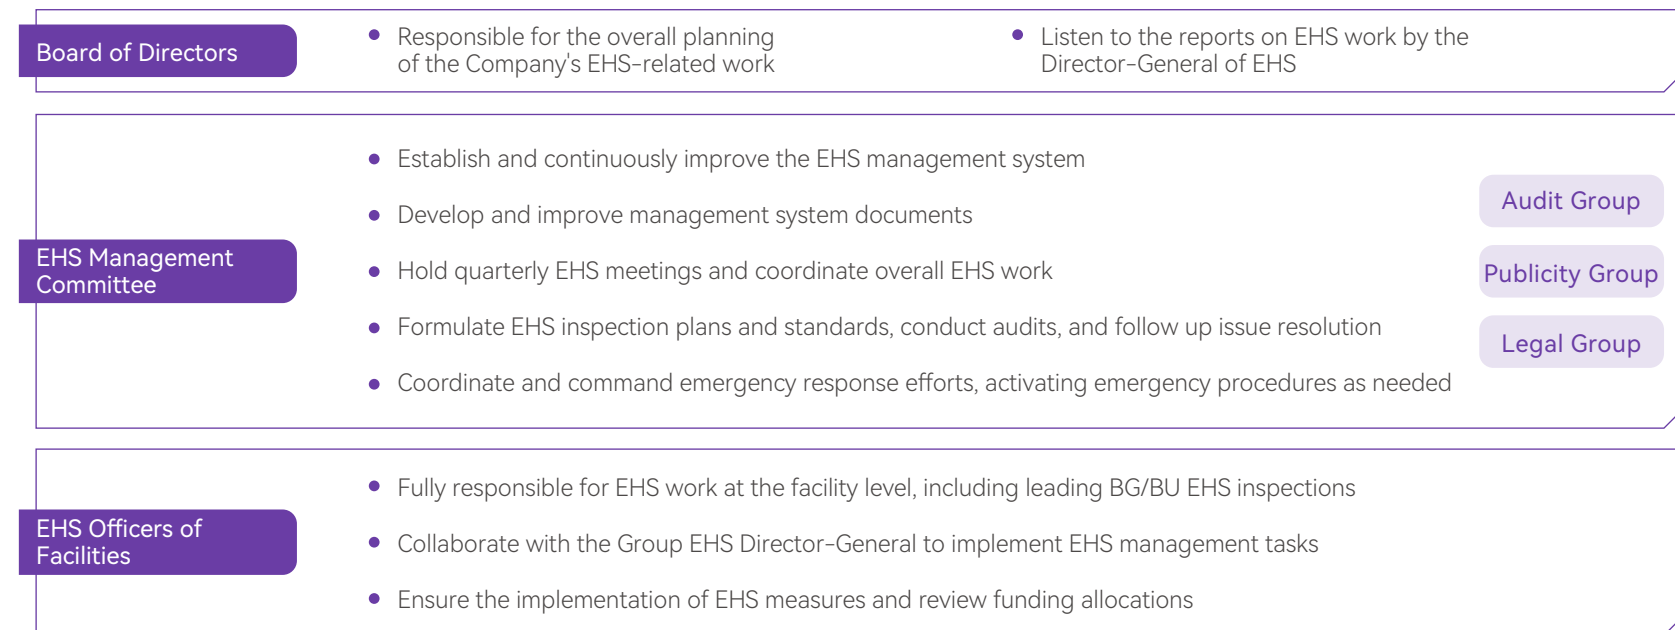 Board of Directors
● Responsible for the overall planning
of the Company's EHS-related work
● Listen to the reports on EHS work by the
Director-General of EHS
EHS Management
Committee
● Establish and continuously improve the EHS management system
● Develop and improve management system documents
● Hold quarterly EHS meetings and coordinate overall EHS work
● Formulate EHS inspection plans and standards, conduct audits, and follow up issue resolution
● Coordinate and command emergency response efforts, activating emergency procedures as needed
Audit Group
Publicity Group
Legal Group
EHS Officers of
Facilities
● Fully responsible for EHS work at the facility level, including leading BG/BU EHS inspections
● Collaborate with the Group EHS Director-General to implement EHS management tasks
● Ensure the implementation of EHS measures and review funding allocations